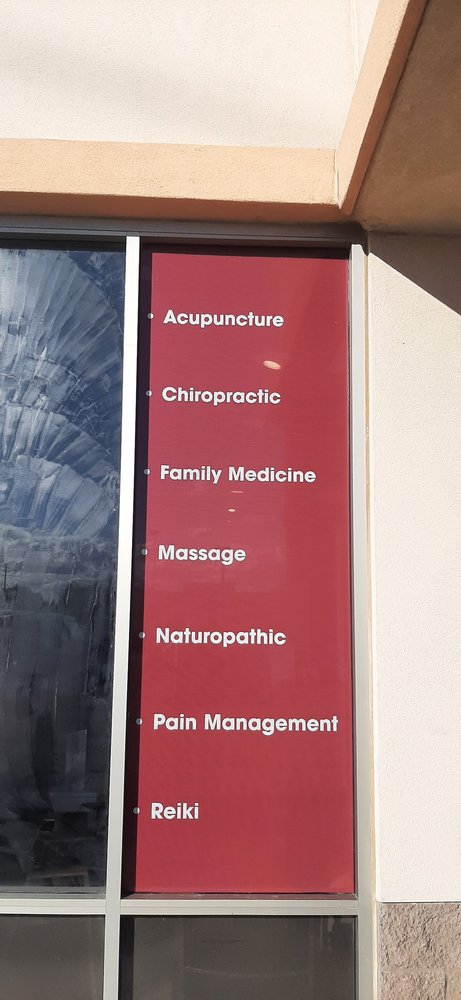 • Acupuncture
• Chiropractic
• Family Medicine
• Massage
• Naturopathic
• Pain Management
• Reiki